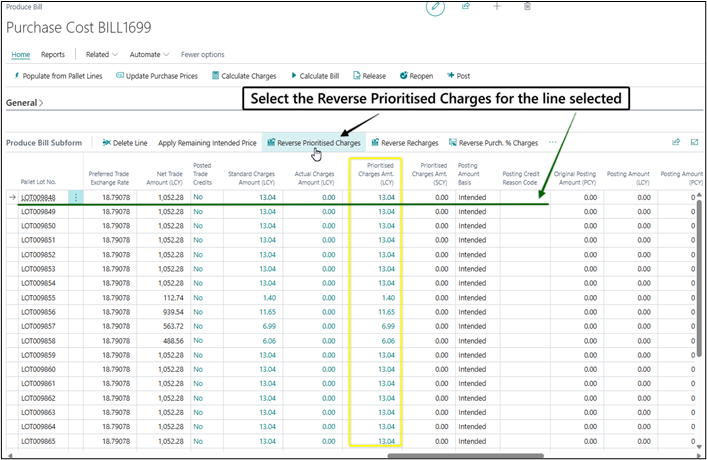 Produce Bill
Purchase Cost BILL1699
Home Reports Related Automate Fewer options
Populate from Pallet Lines Update Purchase Prices Calculate Charges Calculate Bill Release Reopen Post
Select the Reverse Prioritised Charges for the line selected
General
Produce Bill Subform Delete Line Apply Remaining Intended Price Reverse Prioritised Charges Reverse Recharges Reverse Purch. % Charges ...
Pallet Lot No. Preferred Trade Exchange Rate Net Trade Amount (LCY) Posted Trade Credits Standard Charges Amount (LCY) Actual Charges Amount (LCY) Prioritised Charges Amt. (LCY) Prioritised Charges Amt. (SCY) Posting Amount Basis Posting Credit Reason Code Original Posting Amount (PCY) Posting Amount (LCY) Posting Amount (PCY)
LOT009848 18.79078 1,052.28 No 13.04 0.00 13.04 0.00 Intended 0.00 0.00 0
LOT009849 18.79078 1,052.28 No 13.04 0.00 13.04 0.00 Intended 0.00 0.00 0
LOT009850 18.79078 1,052.28 No 13.04 0.00 13.04 0.00 Intended 0.00 0.00 0
LOT009851 18.79078 1,052.28 No 13.04 0.00 13.04 0.00 Intended 0.00 0.00 0
LOT009852 18.79078 1,052.28 No 13.04 0.00 13.04 0.00 Intended 0.00 0.00 0
LOT009853 18.79078 1,052.28 No 13.04 0.00 13.04 0.00 Intended 0.00 0.00 0
LOT009854 18.79078 1,052.28 No 13.04 0.00 13.04 0.00 Intended 0.00 0.00 0
LOT009855 18.79078 112.74 No 1.40 0.00 1.40 0.00 Intended 0.00 0.00 0
LOT009856 18.79078 939.54 No 11.65 0.00 11.65 0.00 Intended 0.00 0.00 0
LOT009857 18.79078 563.72 No 6.99 0.00 6.99 0.00 Intended 0.00 0.00 0
LOT009858 18.79078 488.56 No 6.06 0.00 6.06 0.00 Intended 0.00 0.00 0
LOT009859 18.79078 1,052.28 No 13.04 0.00 13.04 0.00 Intended 0.00 0.00 0
LOT009860 18.79078 1,052.28 No 13.04 0.00 13.04 0.00 Intended 0.00 0.00 0
LOT009861 18.79078 1,052.28 No 13.04 0.00 13.04 0.00 Intended 0.00 0.00 0
LOT009862 18.79078 1,052.28 No 13.04 0.00 13.04 0.00 Intended 0.00 0.00 0
LOT009863 18.79078 1,052.28 No 13.04 0.00 13.04 0.00 Intended 0.00 0.00 0
LOT009864 18.79078 1,052.28 No 13.04 0.00 13.04 0.00 Intended 0.00 0.00 0
LOT009865 18.79078 1,052.28 No 13.04 0.00 13.04 0.00 Intended 0.00 0.00 0